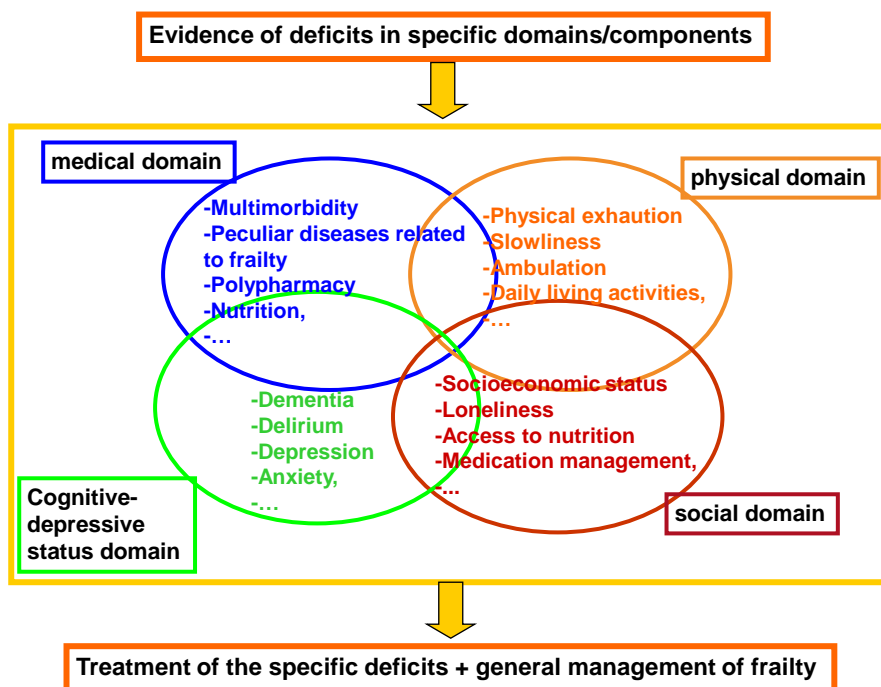 Evidence of deficits in specific domains/components
medical domain
physical domain
-Multimorbidity
-Peculiar diseases related
to frailty
-Polypharmacy
-Nutrition,
-…
-Physical exhaution
-Slowliness
-Ambulation
-Daily living activities,
-…
-Dementia
-Delirium
-Depression
-Anxiety,
-…
-Socioeconomic status
-Loneliness
-Access to nutrition
-Medication management,
-...
Cognitive-
depressive
status domain
social domain
Treatment of the specific deficits + general management of frailty